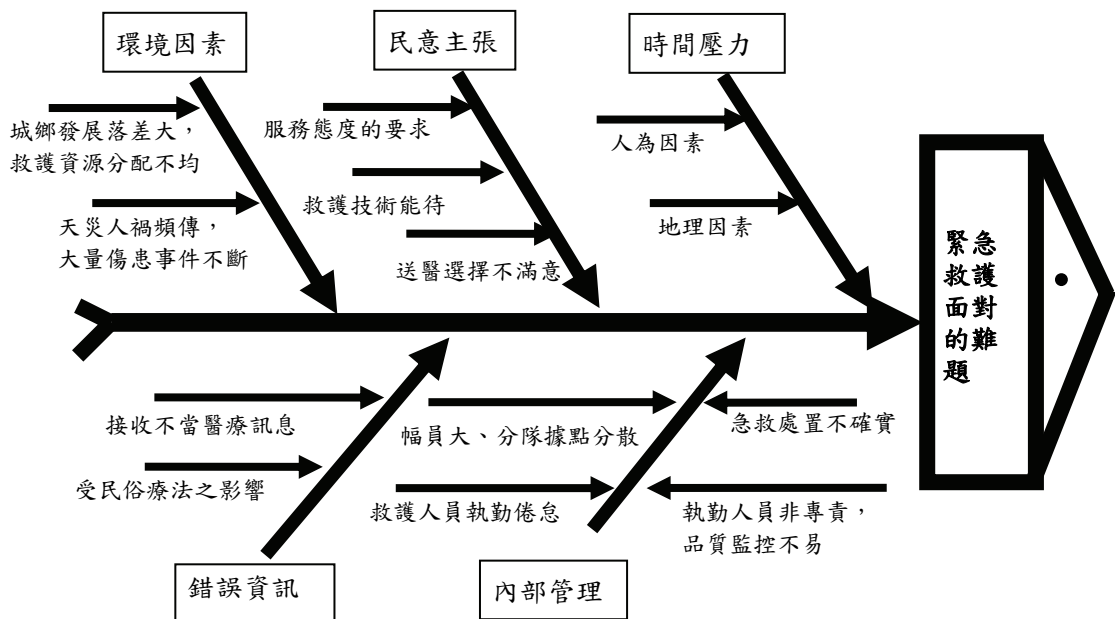 環境因素
民意主張
時間壓力
城鄉發展落差大，
救護資源分配不均
服務態度的要求
人為因素
天災人禍頻傳，
大量傷患事件不斷
救護技術能待
地理因素
送醫選擇不滿意
緊救面的題
急護對難
接收不當醫療訊息
幅員大、分隊據點分散
急救處置不確實
受民俗療法之影響
救護人員執勤倦怠
執勤人員非專責，
品質監控不易
錯誤資訊
內部管理